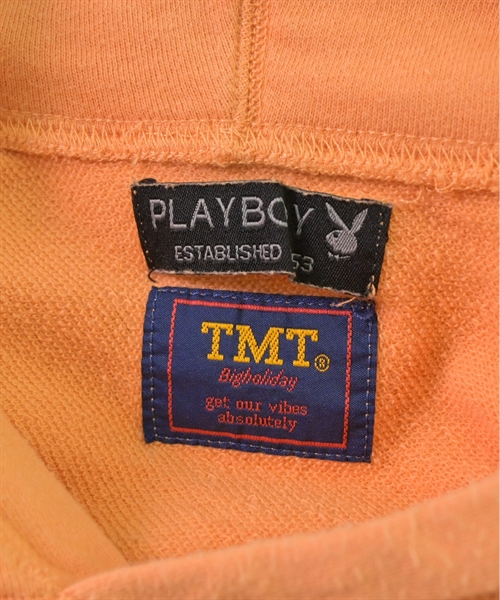 PLAYBOY
ESTABLISHED 53
TMT®
Bigholiday
get our vibes
absolutely